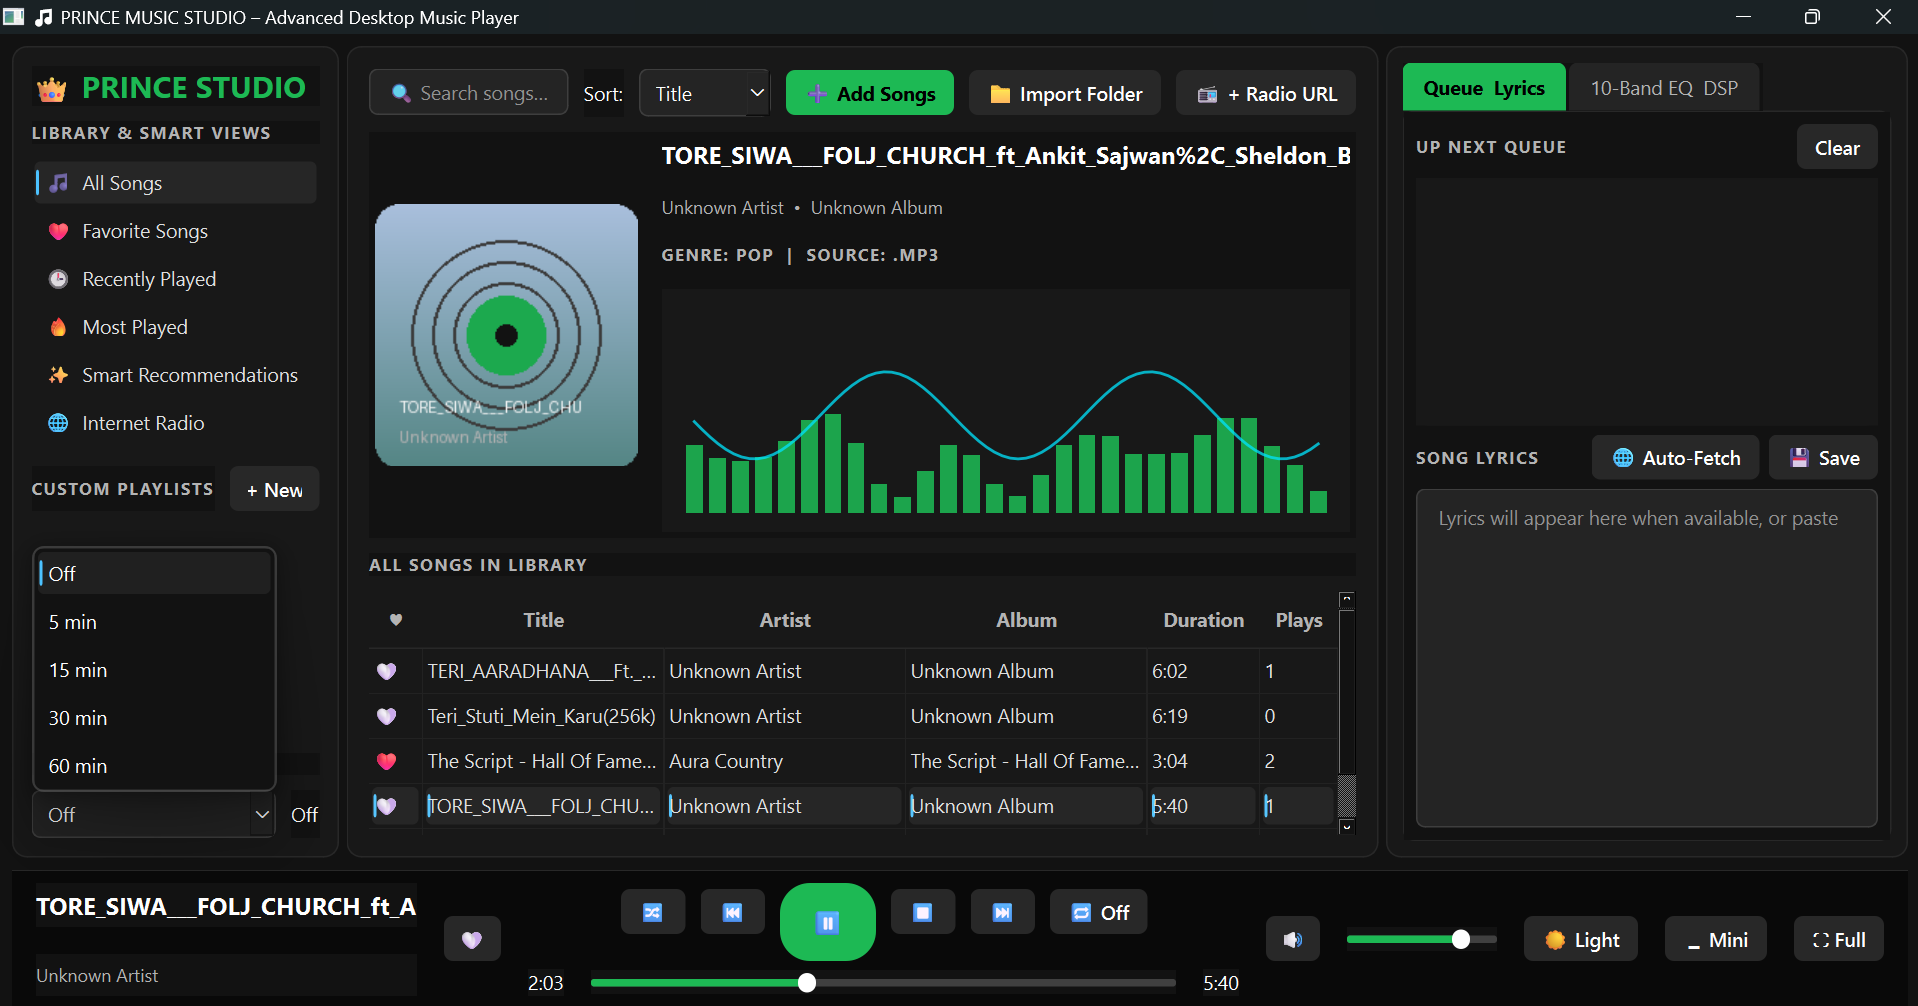 PRINCE MUSIC STUDIO – Advanced Desktop Music Player
PRINCE STUDIO
LIBRARY & SMART VIEWS
All Songs
Favorite Songs
Recently Played
Most Played
Smart Recommendations
Internet Radio
CUSTOM PLAYLISTS
+ New
Off
5 min
15 min
30 min
60 min
Off
Off
Search songs...
Sort:
Title
Add Songs
Import Folder
+ Radio URL
TORE_SIWA___FOLJ_CHURCH_ft_Ankit_Sajwan%2C_Sheldon_B
Unknown Artist • Unknown Album
GENRE: POP | SOURCE: .MP3
TORE_SIWA___FOLJ_CHU
Unknown Artist
ALL SONGS IN LIBRARY
♥ Title Artist Album Duration Plays
TERI_AARADHANA___Ft._... Unknown Artist Unknown Album 6:02 1
Teri_Stuti_Mein_Karu(256k) Unknown Artist Unknown Album 6:19 0
The Script - Hall Of Fame... Aura Country The Script - Hall Of Fame... 3:04 2
TORE_SIWA___FOLJ_CHU... Unknown Artist Unknown Album 5:40 1
Queue Lyrics
10-Band EQ DSP
UP NEXT QUEUE
Clear
SONG LYRICS
Auto-Fetch
Save
Lyrics will appear here when available, or paste
TORE_SIWA___FOLJ_CHURCH_ft_A
Unknown Artist
Off
2:03
5:40
Light
Mini
Full